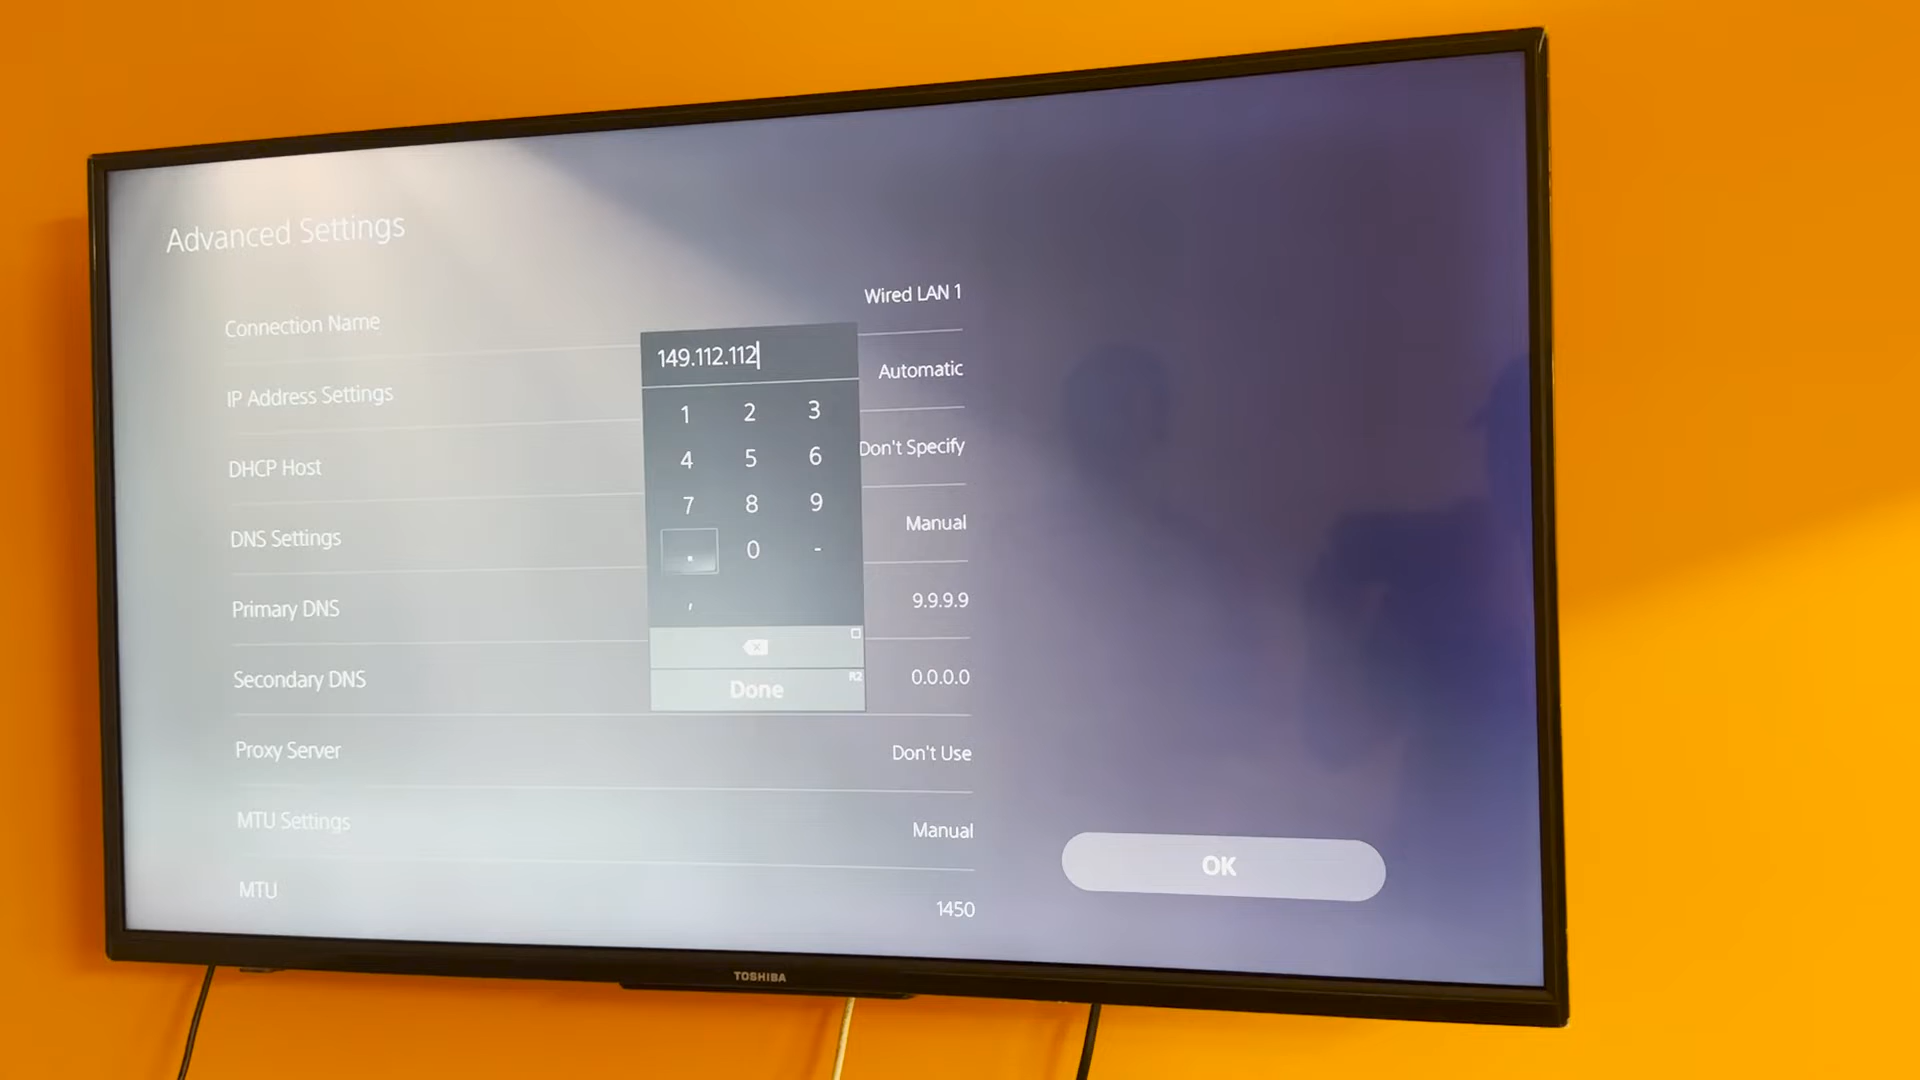 Advanced Settings
Connection Name
Wired LAN 1
IP Address Settings
Automatic
DHCP Host
Don't Specify
DNS Settings
Manual
Primary DNS
9.9.9.9
Secondary DNS
0.0.0.0
Proxy Server
Don't Use
MTU Settings
Manual
MTU
1450
149.112.112
1 2 3
4 5 6
7 8 9
. 0 -
,
R2
Done
OK
TOSHIBA